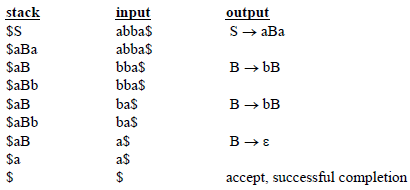 stack input output
$S abba$ S → aBa
$aBa abba$
$aB bba$ B → bB
$aBb bba$
$aB ba$ B → bB
$aBb ba$
$aB a$ B → ε
$a a$
$ $ accept, successful completion